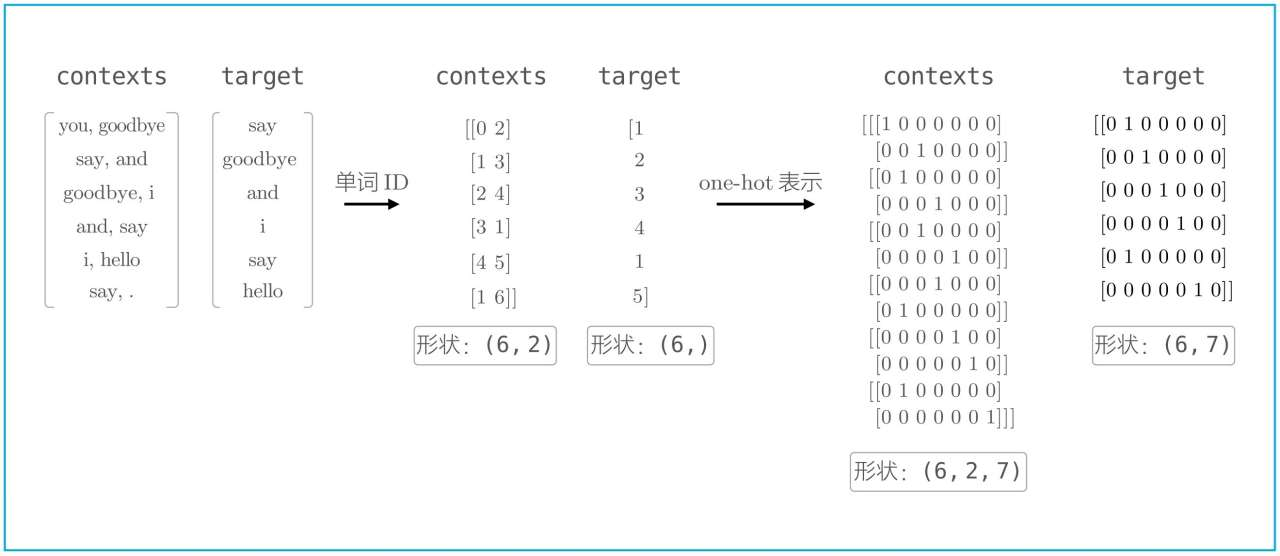 contexts
you, goodbye
say, and
goodbye, i
and, say
i, hello
say, .
target
say
goodbye
and
i
say
hello
单词 ID
contexts
[[0 2]
[1 3]
[2 4]
[3 1]
[4 5]
[1 6]]
形状：(6, 2)
target
[1
2
3
4
1
5]
形状：(6,)
one-hot 表示
contexts
[[[1 0 0 0 0 0 0]
[0 0 1 0 0 0 0]]
[[0 1 0 0 0 0 0]
[0 0 0 1 0 0 0]]
[[0 0 1 0 0 0 0]
[0 0 0 0 1 0 0]]
[[0 0 0 1 0 0 0]
[0 1 0 0 0 0 0]]
[[0 0 0 0 1 0 0]
[0 0 0 0 0 1 0]]
[[0 1 0 0 0 0 0]
[0 0 0 0 0 0 1]]]
形状：(6, 2, 7)
target
[[0 1 0 0 0 0 0]
[0 0 1 0 0 0 0]
[0 0 0 1 0 0 0]
[0 0 0 0 1 0 0]
[0 1 0 0 0 0 0]
[0 0 0 0 0 1 0]]
形状：(6, 7)